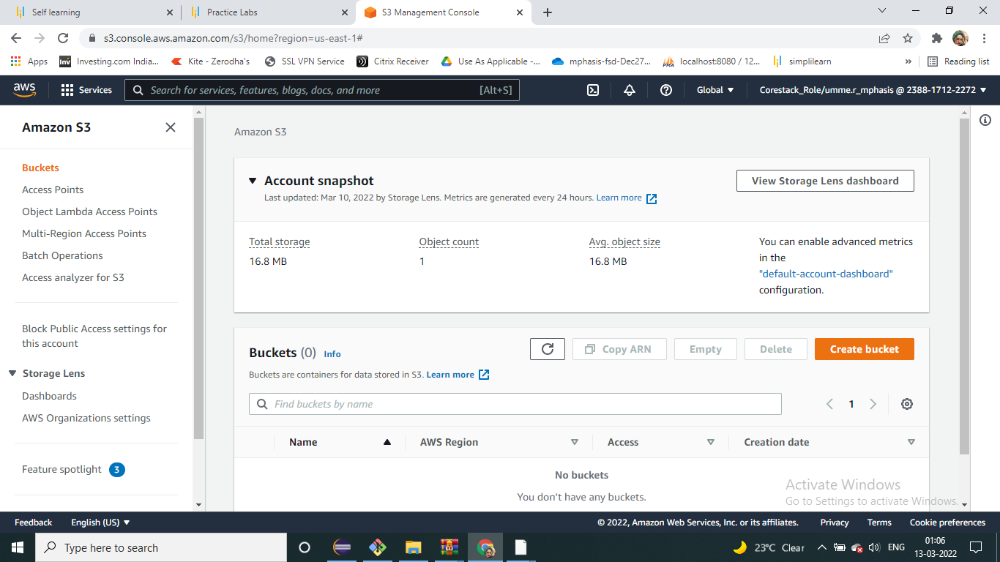 Self learning
Practice Labs
S3 Management Console
s3.console.aws.amazon.com/s3/home?region=us-east-1#
Apps
Investing.com India...
Kite - Zerodha's
SSL VPN Service
Citrix Receiver
Use As Applicable -...
mphasis-fsd-Dec27...
localhost:8080 / 12...
simplilearn
»
Reading list
aws
Services
Search for services, features, blogs, docs, and more
[Alt+S]
Global
Corestack_Role/umme.r_mphasis @ 2388-1712-2272
Amazon S3
Buckets
Access Points
Object Lambda Access Points
Multi-Region Access Points
Batch Operations
Access analyzer for S3
Block Public Access settings for
this account
Storage Lens
Dashboards
AWS Organizations settings
Feature spotlight 3
Amazon S3
Account snapshot
View Storage Lens dashboard
Last updated: Mar 10, 2022 by Storage Lens. Metrics are generated every 24 hours. Learn more
Total storage
16.8 MB
Object count
1
Avg. object size
16.8 MB
You can enable advanced metrics
in the
"default-account-dashboard"
configuration.
Buckets (0) Info
Copy ARN
Empty
Delete
Create bucket
Buckets are containers for data stored in S3. Learn more
Find buckets by name
1
Name
AWS Region
Access
Creation date
No buckets
You don't have any buckets.
Activate Windows
Go to Settings to activate Windows.
Feedback
English (US)
© 2022, Amazon Web Services, Inc. or its affiliates.
Privacy
Terms
Cookie preferences
Type here to search
23°C Clear
ENG
01:06
13-03-2022